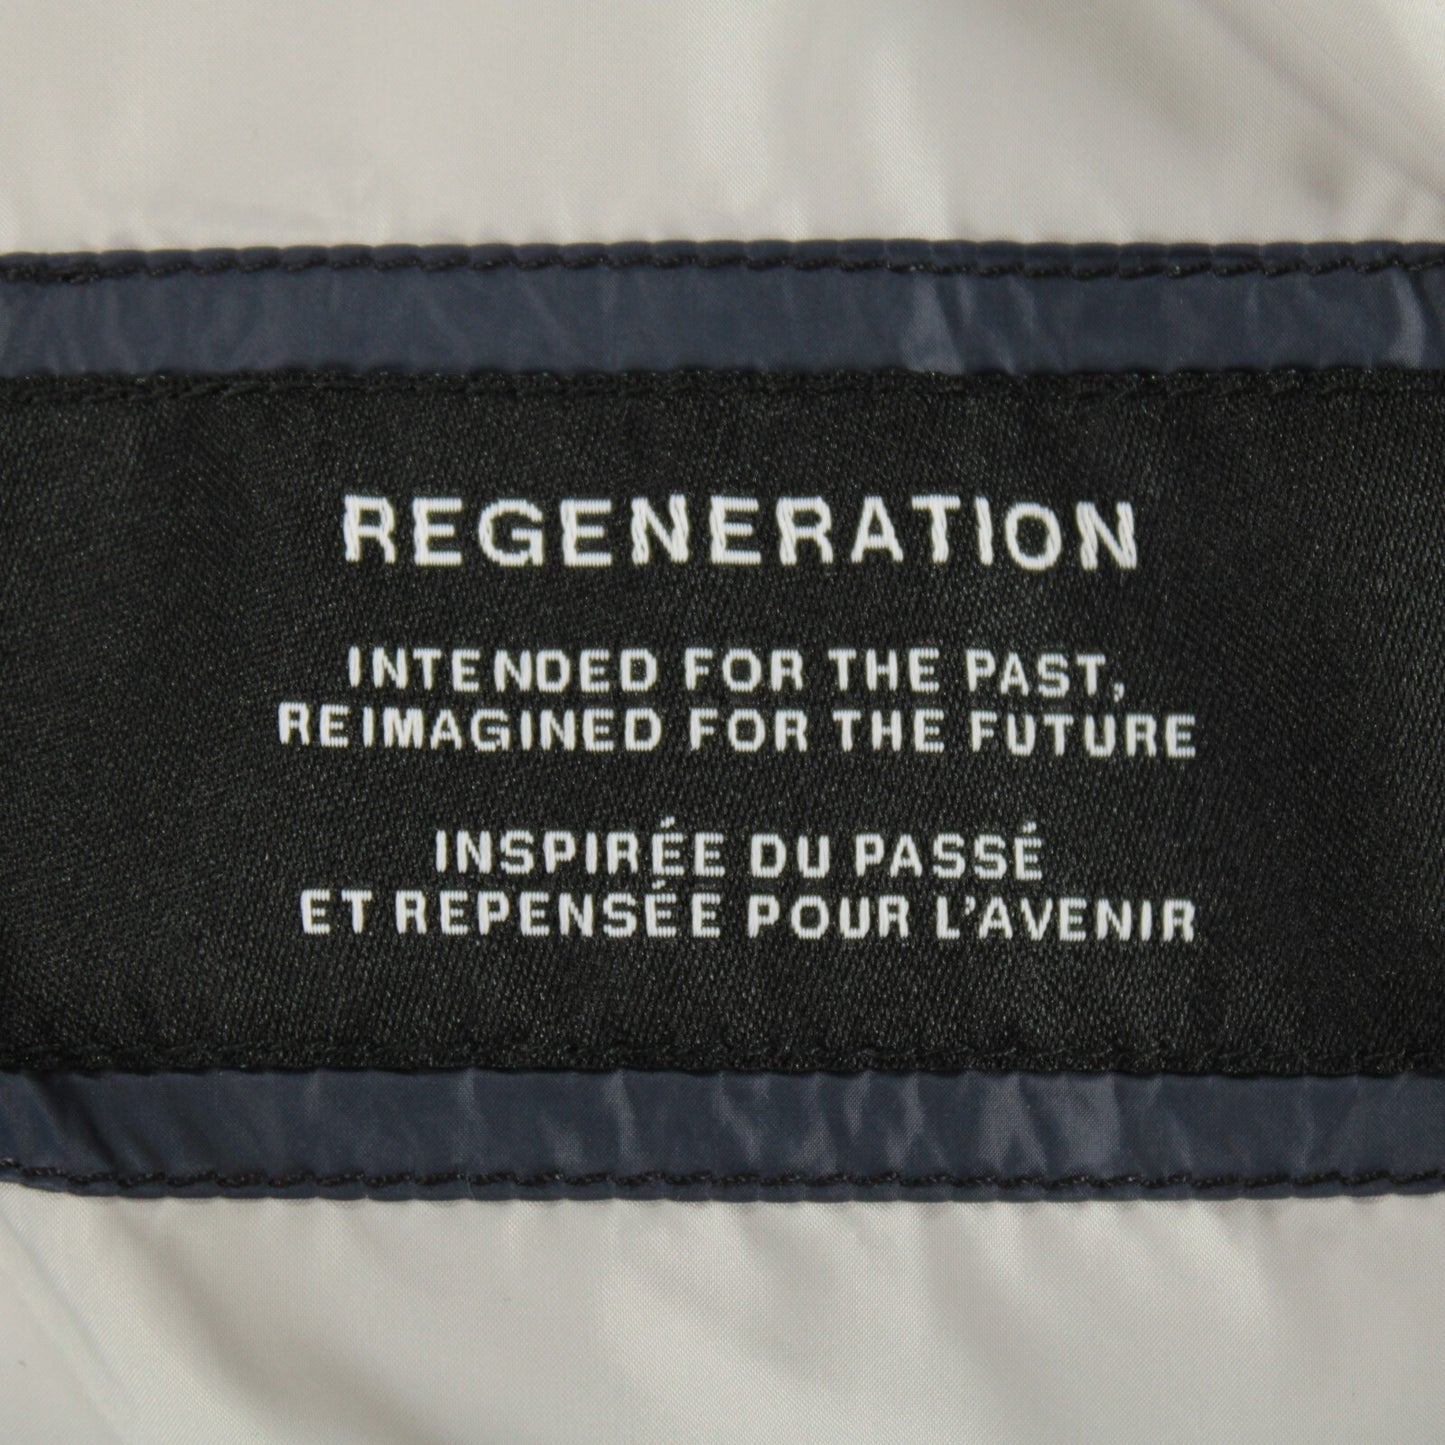 REGENERATION
INTENDED FOR THE PAST,
REIMAGINED FOR THE FUTURE
INSPIRÉE DU PASSÉ
ET REPENSÉE POUR L'AVENIR